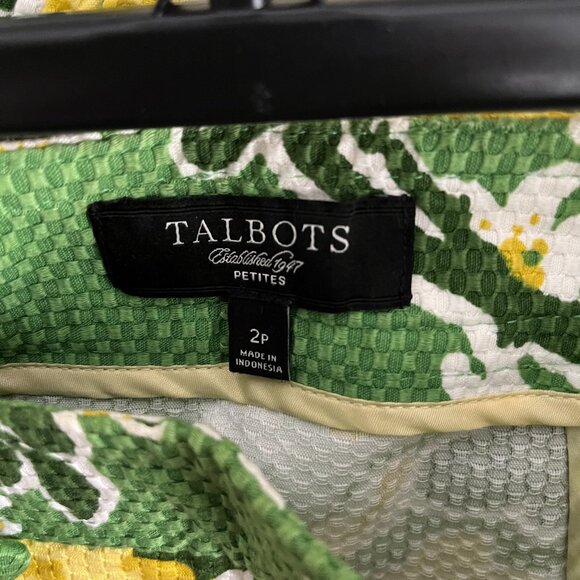 TALBOTS
Established 1947
PETITES
2P
MADE IN
INDONESIA